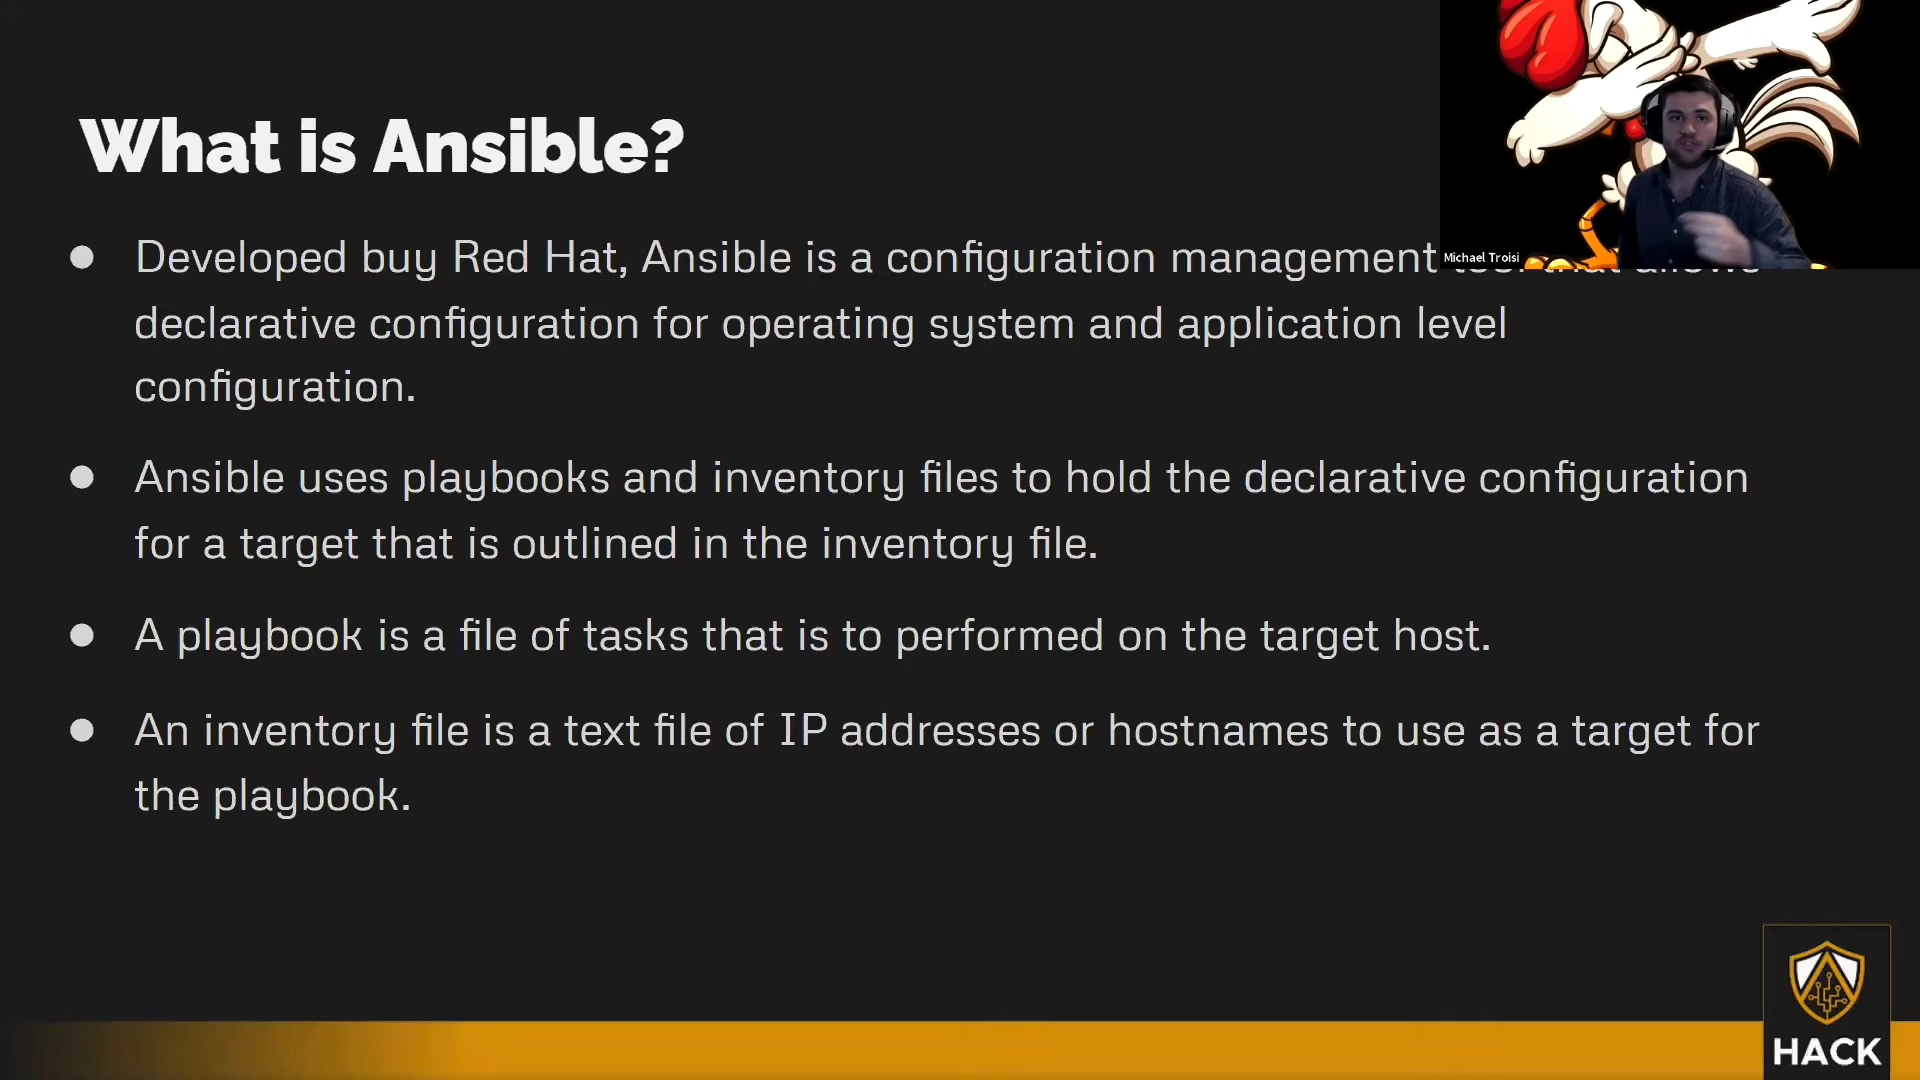 What is Ansible?
Michael Troisi
● Developed buy Red Hat, Ansible is a configuration management tool that allows
declarative configuration for operating system and application level
configuration.
● Ansible uses playbooks and inventory files to hold the declarative configuration
for a target that is outlined in the inventory file.
● A playbook is a file of tasks that is to performed on the target host.
● An inventory file is a text file of IP addresses or hostnames to use as a target for
the playbook.
HACK